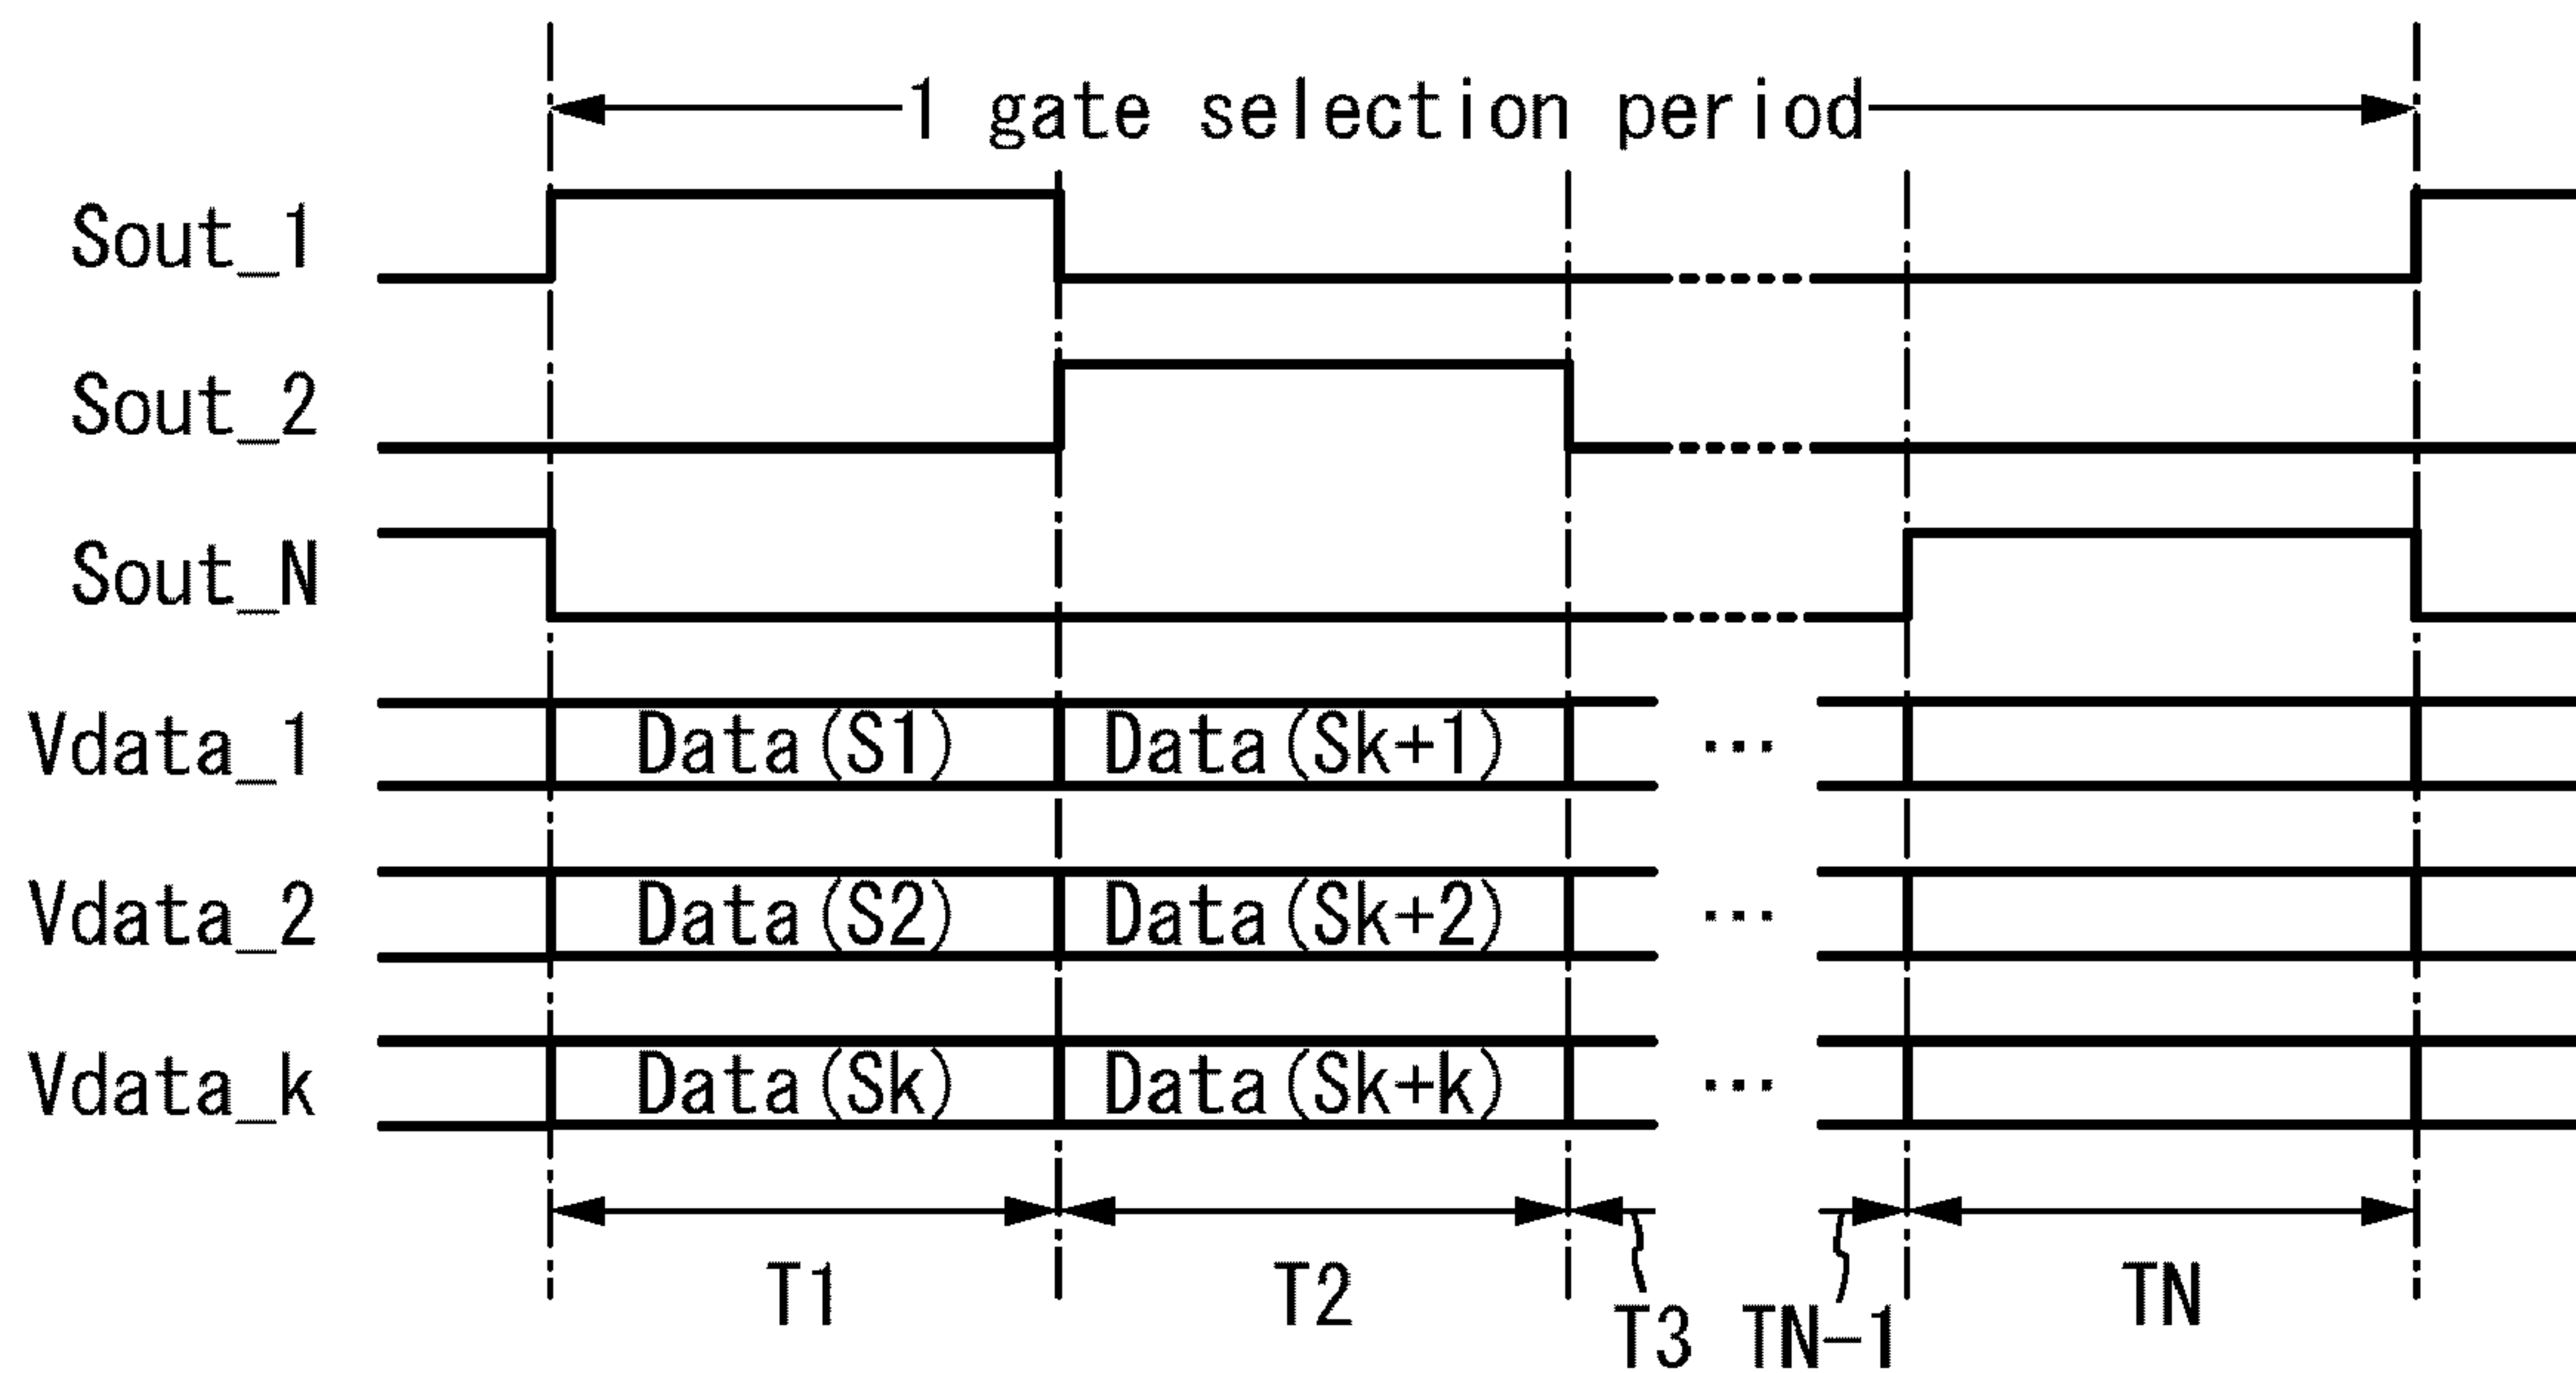 1 gate selection period
Sout_1
Sout_2
Sout_N
Vdata_1 Data(S1) Data(Sk+1) ...
Vdata_2 Data(S2) Data(Sk+2) ...
Vdata_k Data(Sk) Data(Sk+k) ...
T1 T2 TN
T3 TN-1